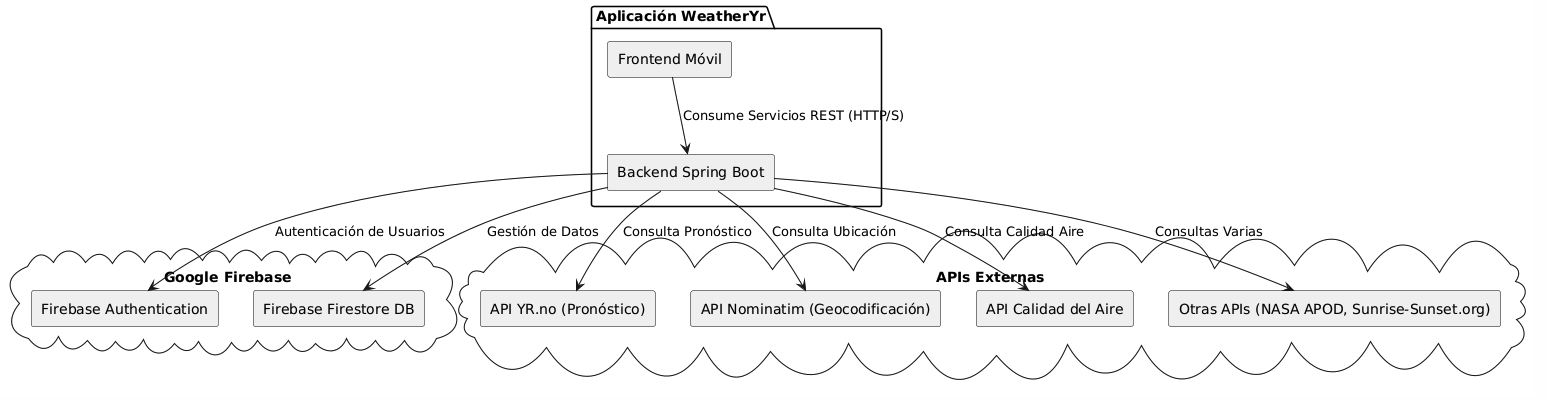 Aplicación WeatherYr
Frontend Móvil
Consume Servicios REST (HTTP/S)
Backend Spring Boot
Autenticación de Usuarios
Gestión de Datos
Consulta Pronóstico
Consulta Ubicación
Consulta Calidad Aire
Consultas Varias
Google Firebase
APIs Externas
Firebase Authentication
Firebase Firestore DB
API YR.no (Pronóstico)
API Nominatim (Geocodificación)
API Calidad del Aire
Otras APIs (NASA APOD, Sunrise-Sunset.org)